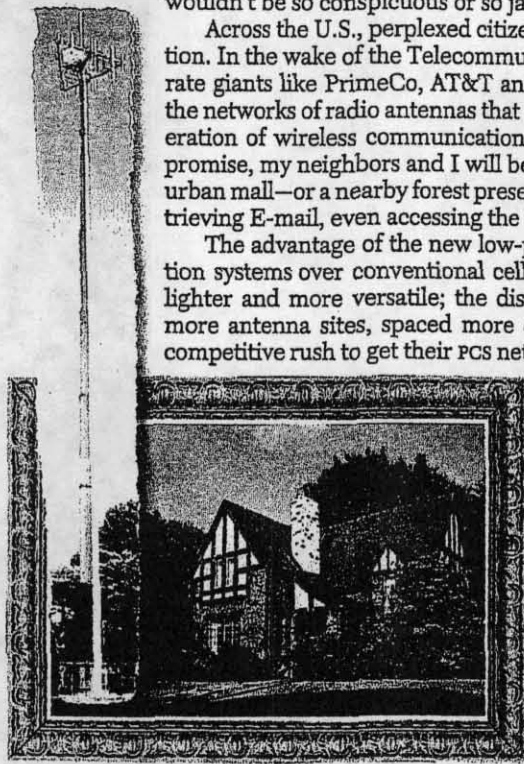 wouldn't be so conspicuous or so ja
Across the U.S., perplexed citize
tion. In the wake of the Telecommu
rate giants like PrimeCo, AT&T an
the networks of radio antennas that
eration of wireless communication
promise, my neighbors and I will be
urban mall—or a nearby forest prese
trieving E-mail, even accessing the
The advantage of the new low-
tion systems over conventional cell
lighter and more versatile; the dis
more antenna sites, spaced more
competitive rush to get their PCS net